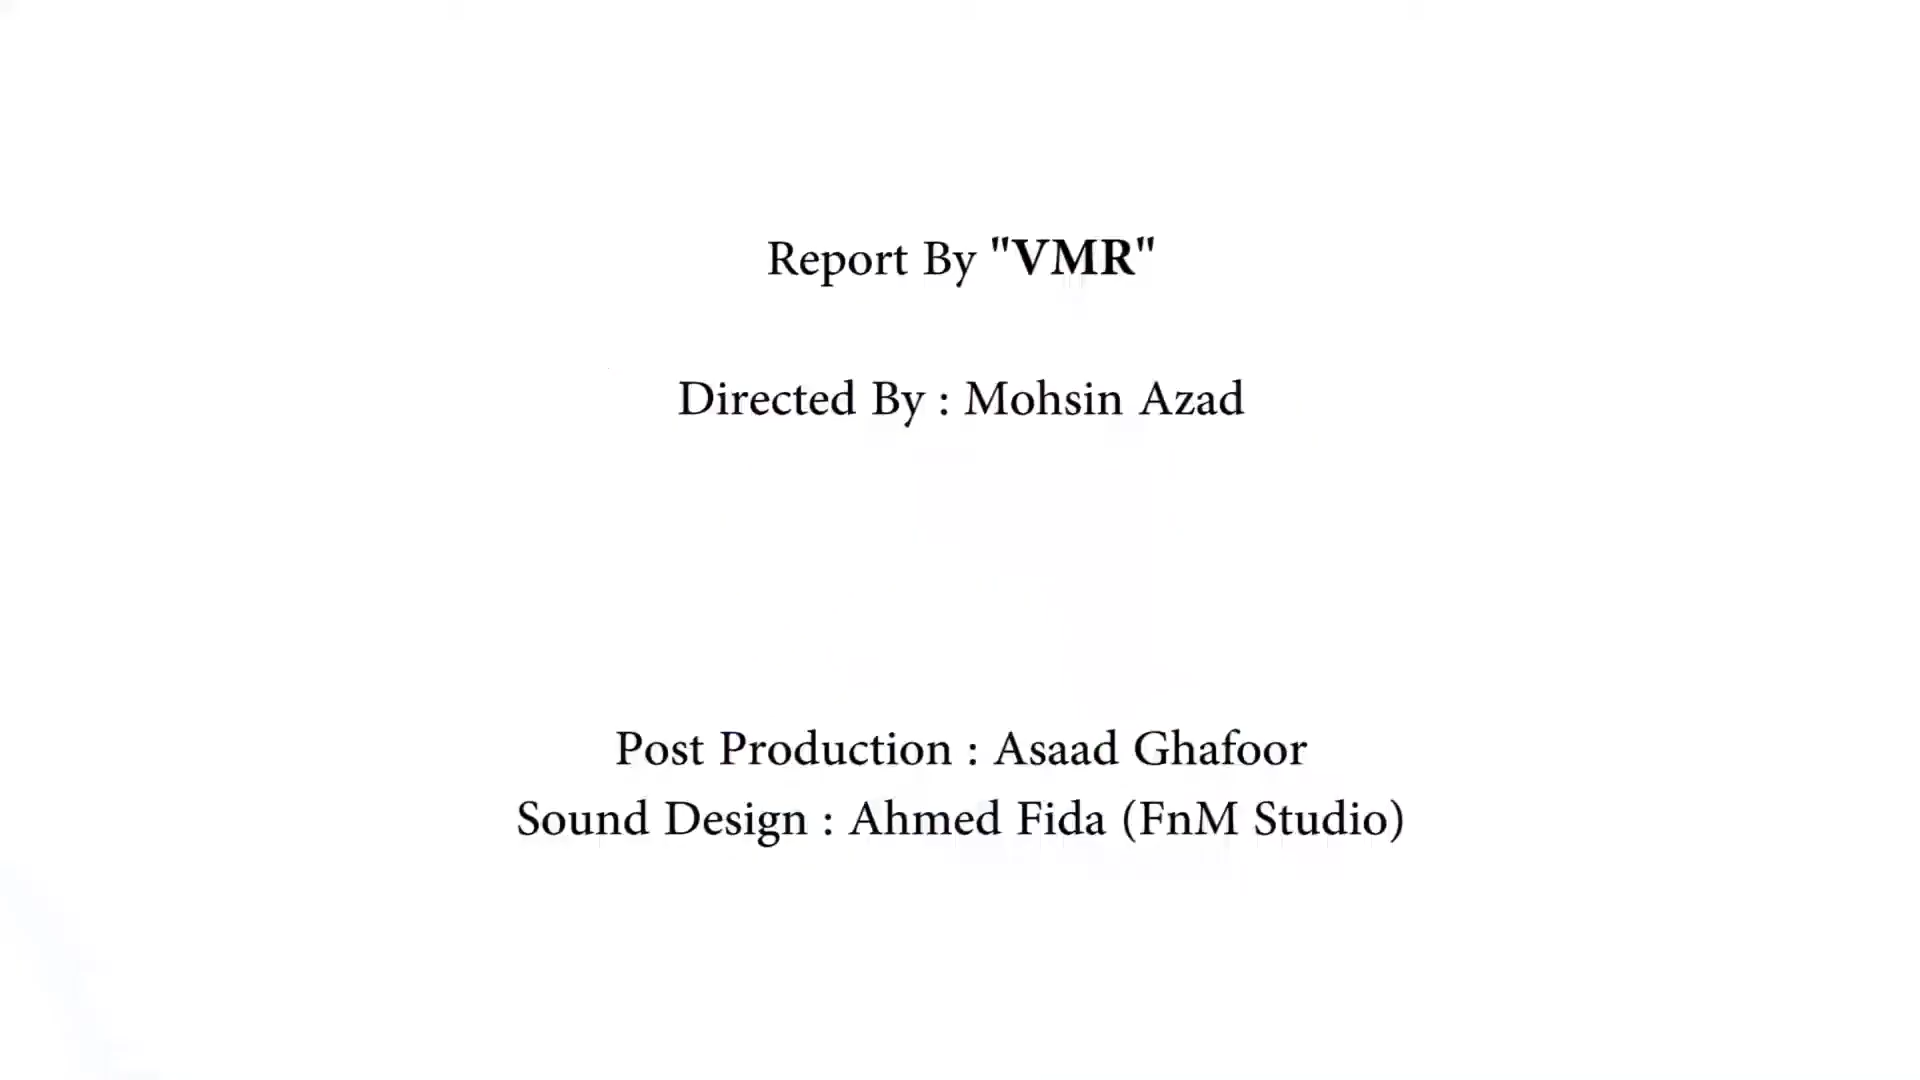 Report By "VMR"
Directed By : Mohsin Azad
Post Production : Asaad Ghafoor
Sound Design : Ahmed Fida (FnM Studio)